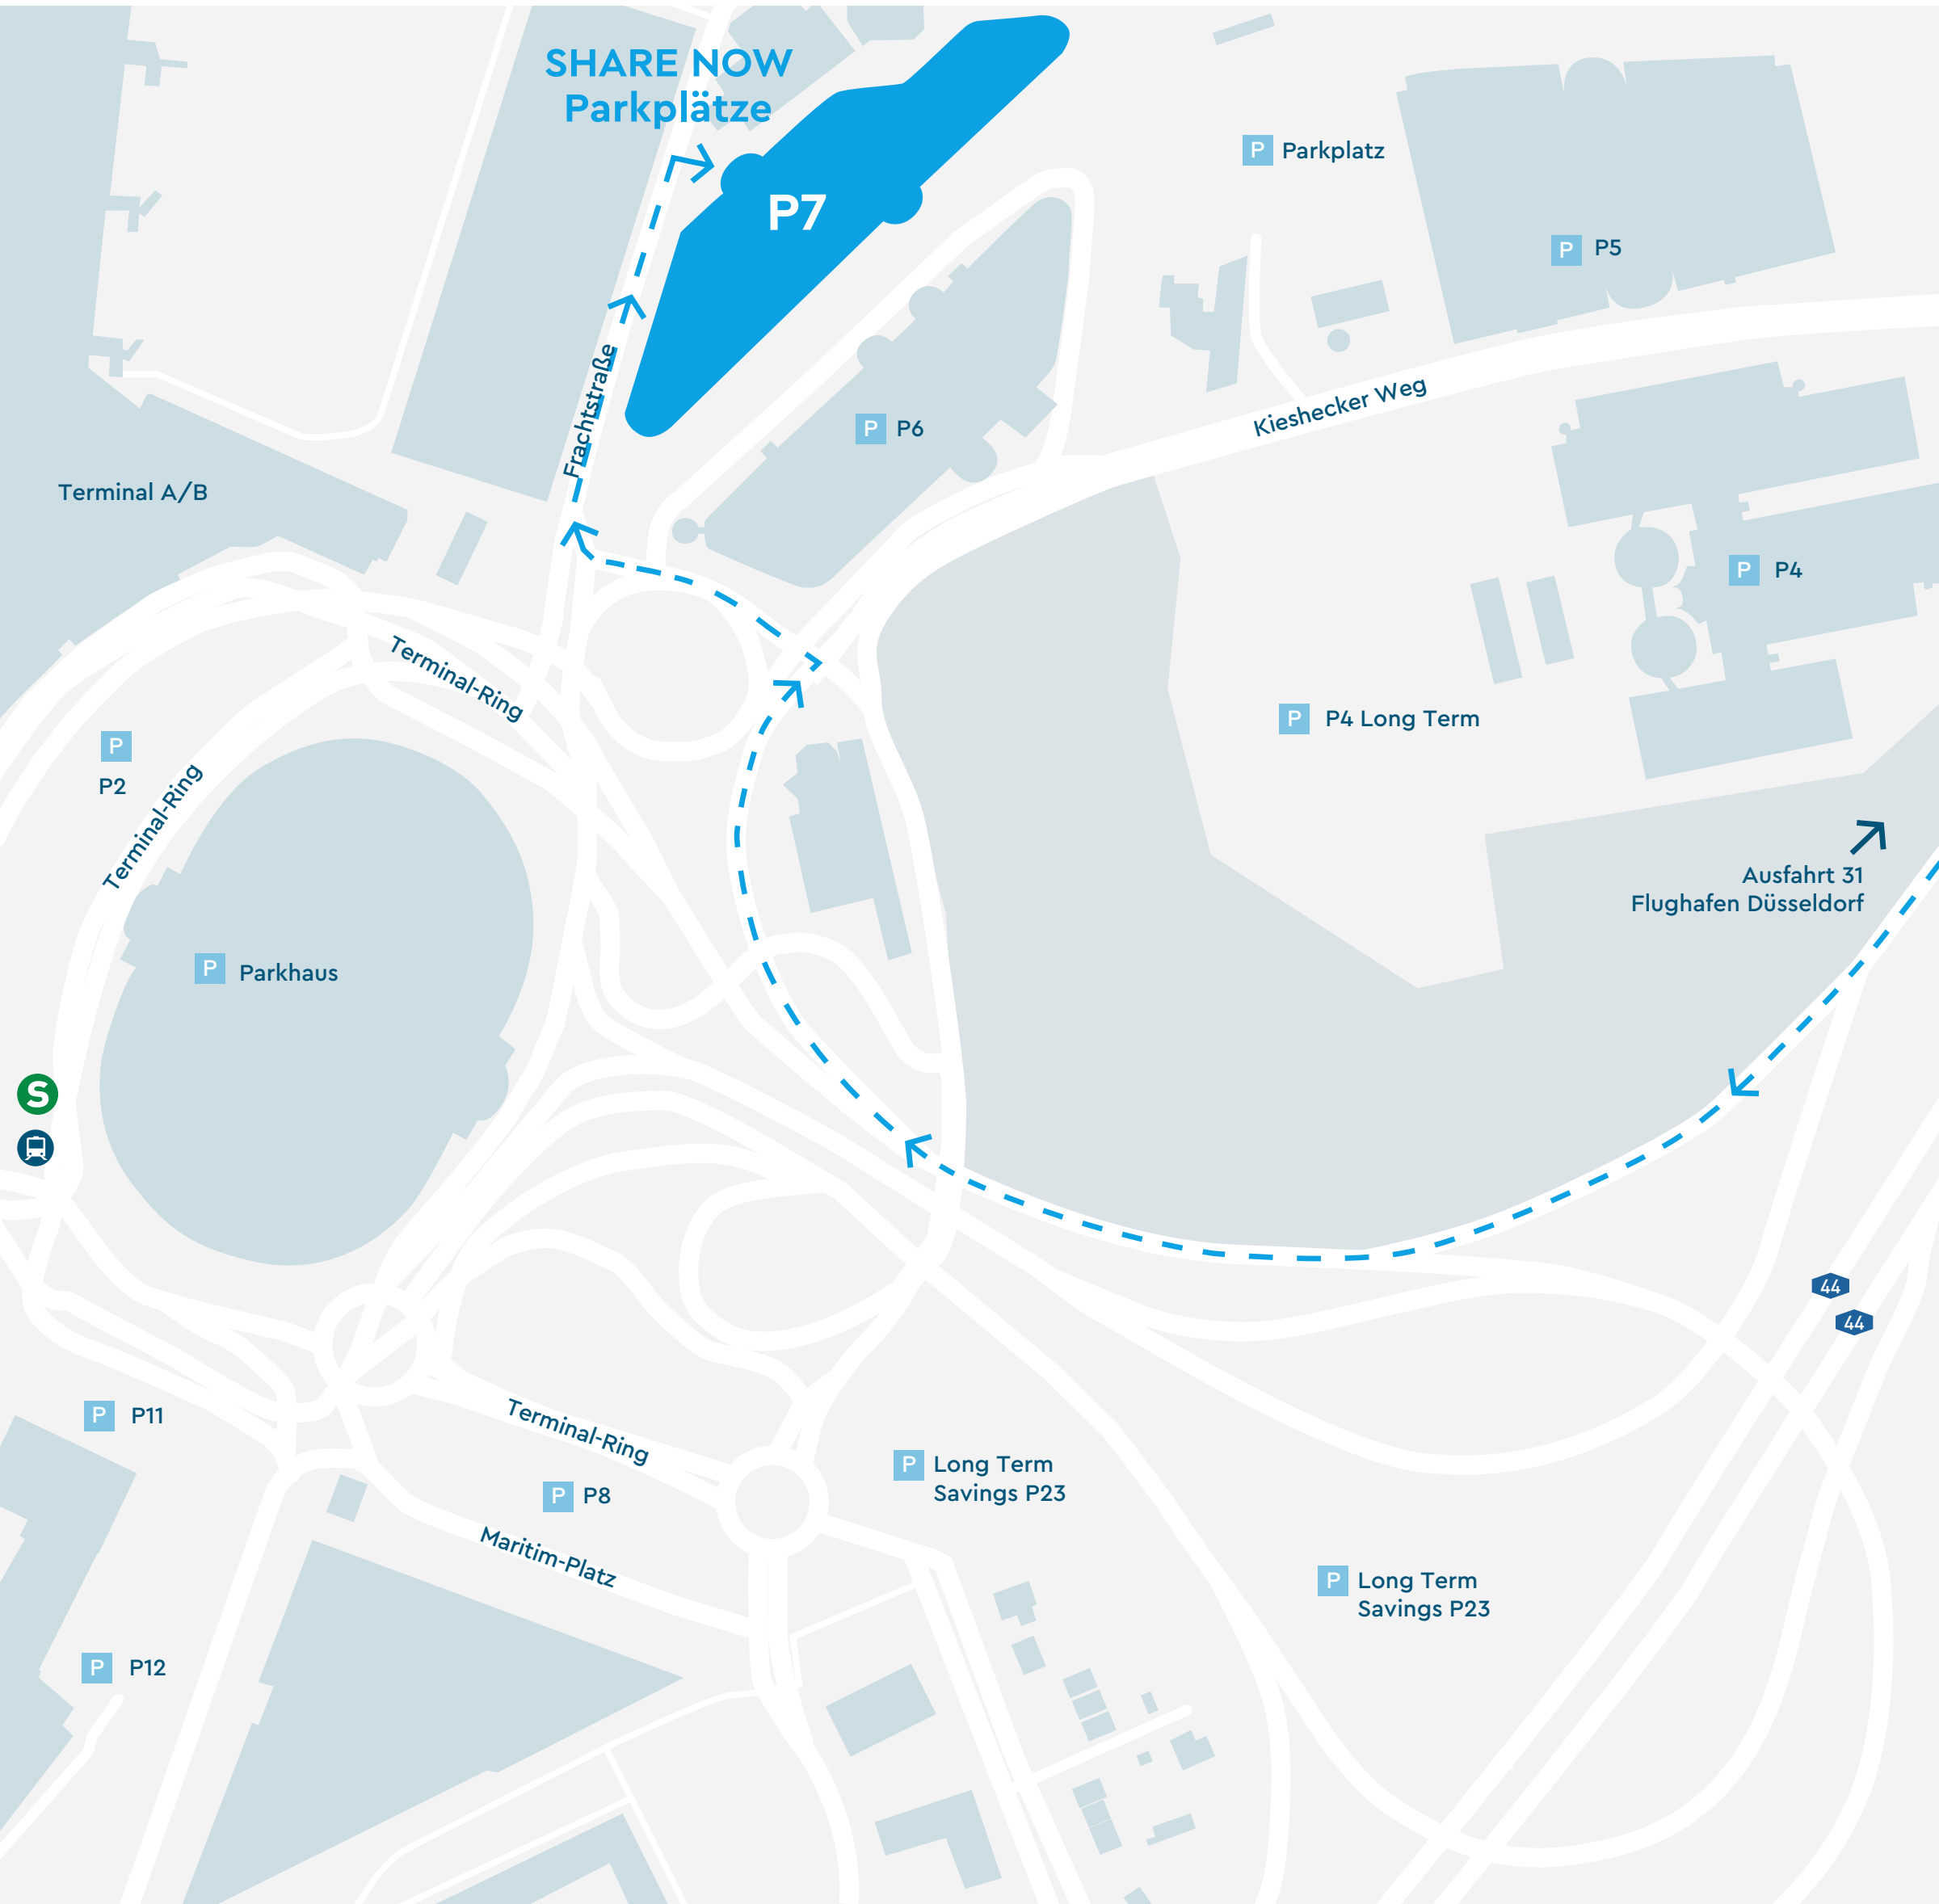 SHARE NOW
Parkplätze
P7
P Parkplatz
P P5
Frachtstraße
Kieshecker Weg
P P6
Terminal A/B
P P4
Terminal-Ring
P P4 Long Term
P
P2
Terminal-Ring
Ausfahrt 31
Flughafen Düsseldorf
P Parkhaus
S
44
44
P P11
Terminal-Ring
P Long Term
Savings P23
P P8
Maritim-Platz
P Long Term
Savings P23
P P12